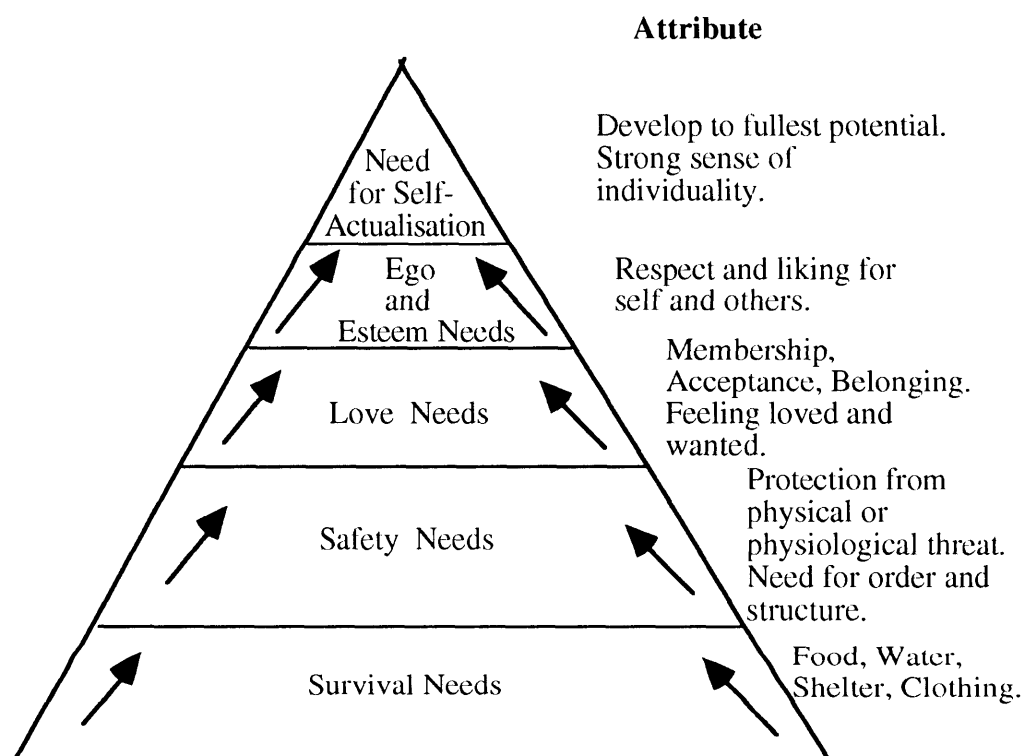 Attribute
Need
for Self-
Actualisation
Develop to fullest potential.
Strong sense of
individuality.
Ego
and
Esteem Needs
Respect and liking for
self and others.
Love Needs
Membership,
Acceptance, Belonging.
Feeling loved and
wanted.
Safety Needs
Protection from
physical or
physiological threat.
Need for order and
structure.
Survival Needs
Food, Water,
Shelter, Clothing.